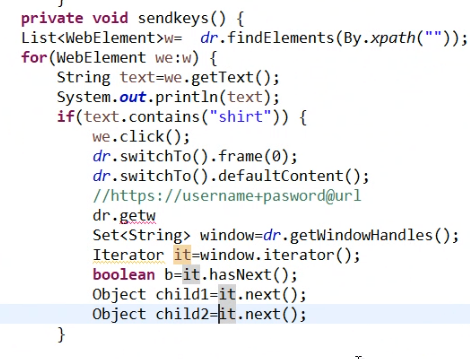 }
private void sendkeys() {
List<WebElement>w=  dr.findElements(By.xpath(""));
for(WebElement we:w) {
    String text=we.getText();
    System.out.println(text);
    if(text.contains("shirt")) {
        we.click();
        dr.switchTo().frame(0);
        dr.switchTo().defaultContent();
        //https://username+pasword@url
        dr.getw
        Set<String> window=dr.getWindowHandles();
        Iterator it=window.iterator();
        boolean b=it.hasNext();
        Object child1=it.next();
        Object child2=it.next();
    }